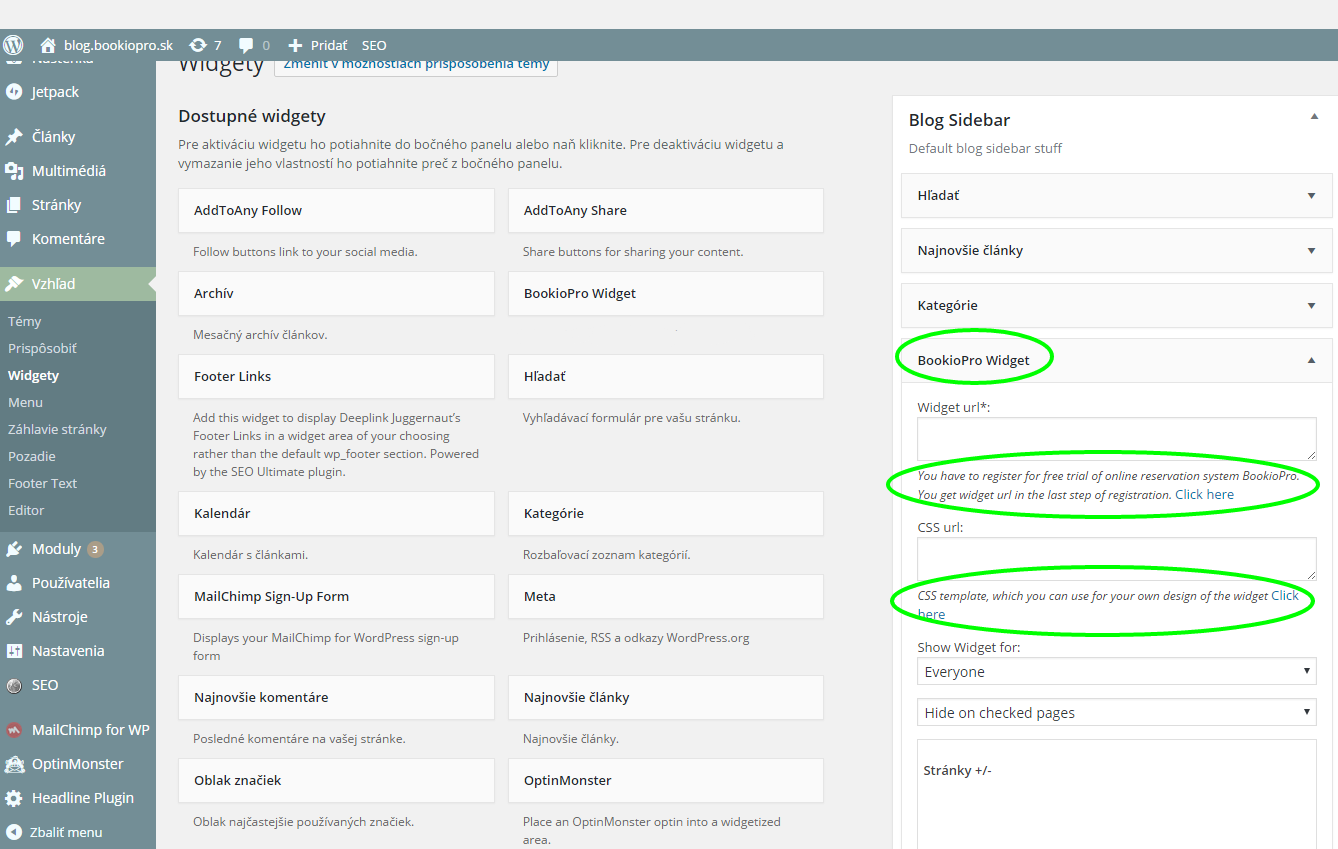 blog.bookiopro.sk 7 0 Pridať SEO
Nástenka
Jetpack
Články
Multimédiá
Stránky
Komentáre
Vzhľad
Témy
Prispôsobiť
Widgety
Menu
Záhlavie stránky
Pozadie
Footer Text
Editor
Moduly 3
Používatelia
Nástroje
Nastavenia
SEO
MailChimp for WP
OptinMonster
Headline Plugin
Zbaliť menu
Widgety Zmeniť v možnostiach prispôsobenia témy
Dostupné widgety
Pre aktiváciu widgetu ho potiahnite do bočného panelu alebo naň kliknite. Pre deaktiváciu widgetu a
vymazanie jeho vlastností ho potiahnite preč z bočného panelu.
AddToAny Follow
Follow buttons link to your social media.
AddToAny Share
Share buttons for sharing your content.
Archív
Mesačný archív článkov.
BookioPro Widget
Footer Links
Add this widget to display Deeplink Juggernaut’s
Footer Links in a widget area of your choosing
rather than the default wp_footer section. Powered
by the SEO Ultimate plugin.
Hľadať
Vyhľadávací formulár pre vašu stránku.
Kalendár
Kalendár s článkami.
Kategórie
Rozbaľovací zoznam kategórií.
MailChimp Sign-Up Form
Displays your MailChimp for WordPress sign-up
form
Meta
Prihlásenie, RSS a odkazy WordPress.org
Najnovšie komentáre
Posledné komentáre na vašej stránke.
Najnovšie články
Najnovšie články.
Oblak značiek
Oblak najčastejšie používaných značiek.
OptinMonster
Place an OptinMonster optin into a widgetized
area.
Blog Sidebar
Default blog sidebar stuff
Hľadať
Najnovšie články
Kategórie
BookioPro Widget
Widget url*:
You have to register for free trial of online reservation system BookioPro.
You get widget url in the last step of registration. Click here
CSS url:
CSS template, which you can use for your own design of the widget Click
here
Show Widget for:
Everyone
Hide on checked pages
Stránky +/-